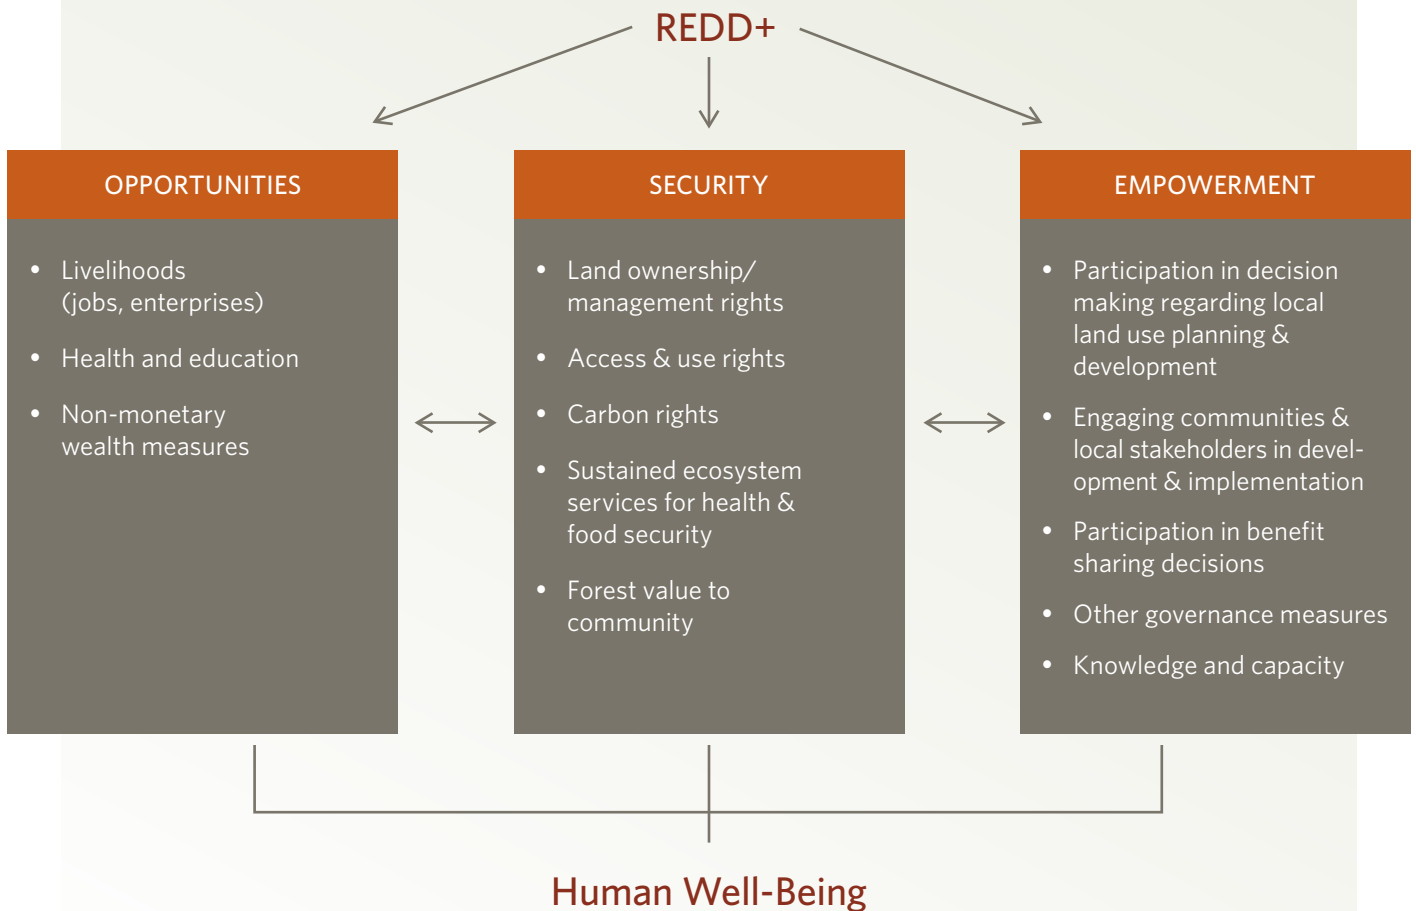 REDD+
OPPORTUNITIES
• Livelihoods
(jobs, enterprises)
• Health and education
• Non-monetary
wealth measures
SECURITY
• Land ownership/
management rights
• Access & use rights
• Carbon rights
• Sustained ecosystem
services for health &
food security
• Forest value to
community
EMPOWERMENT
• Participation in decision
making regarding local
land use planning &
development
• Engaging communities &
local stakeholders in devel-
opment & implementation
• Participation in benefit
sharing decisions
• Other governance measures
• Knowledge and capacity
Human Well-Being